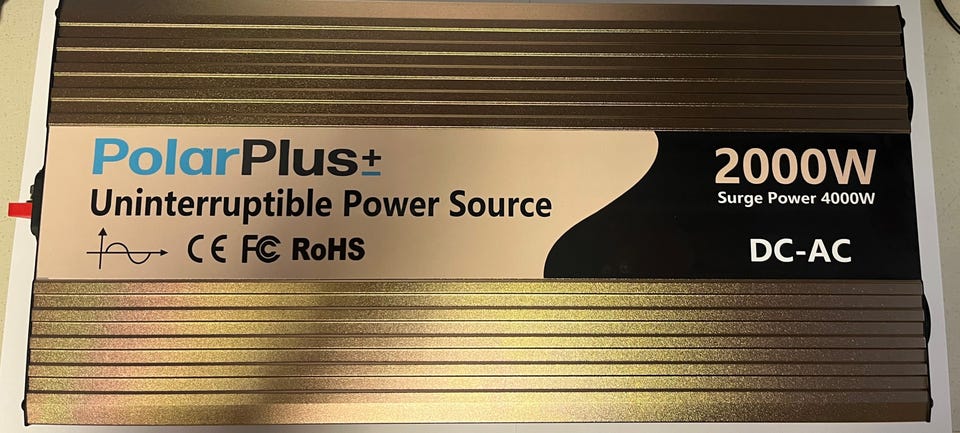 PolarPlus±
Uninterruptible Power Source
CE FC RoHS
2000W
Surge Power 4000W
DC-AC